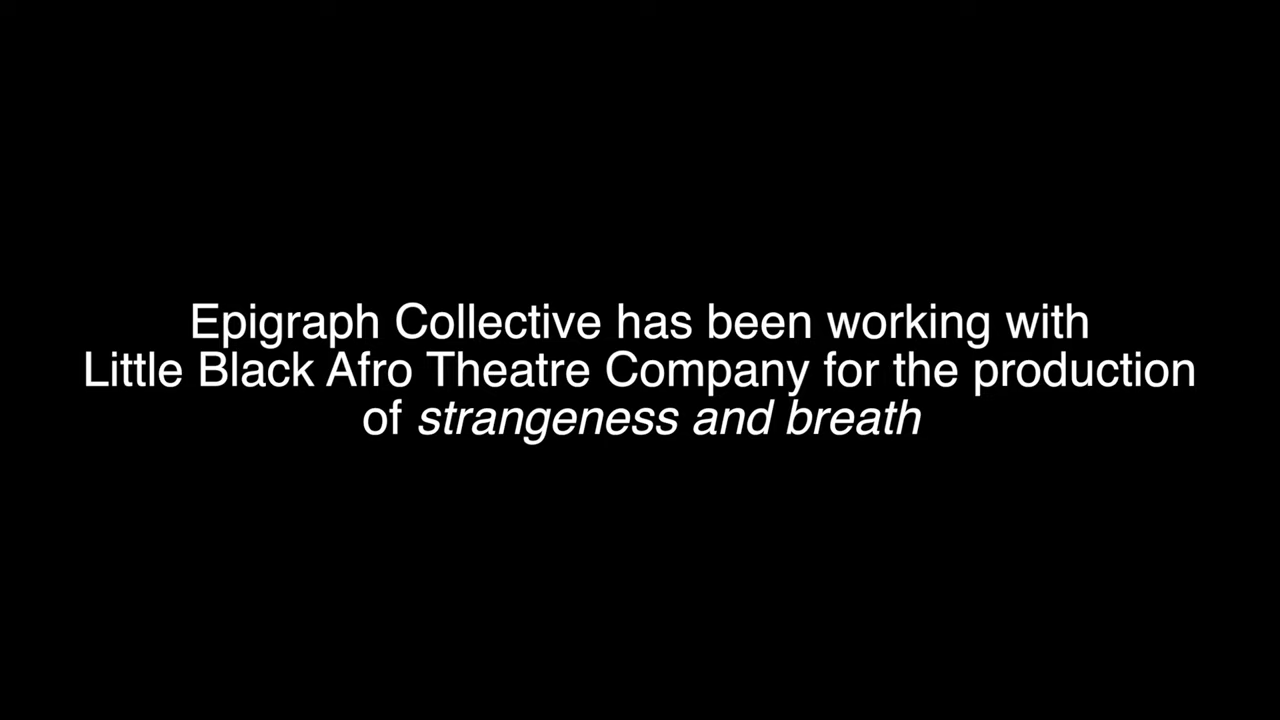 Epigraph Collective has been working with
Little Black Afro Theatre Company for the production
of strangeness and breath